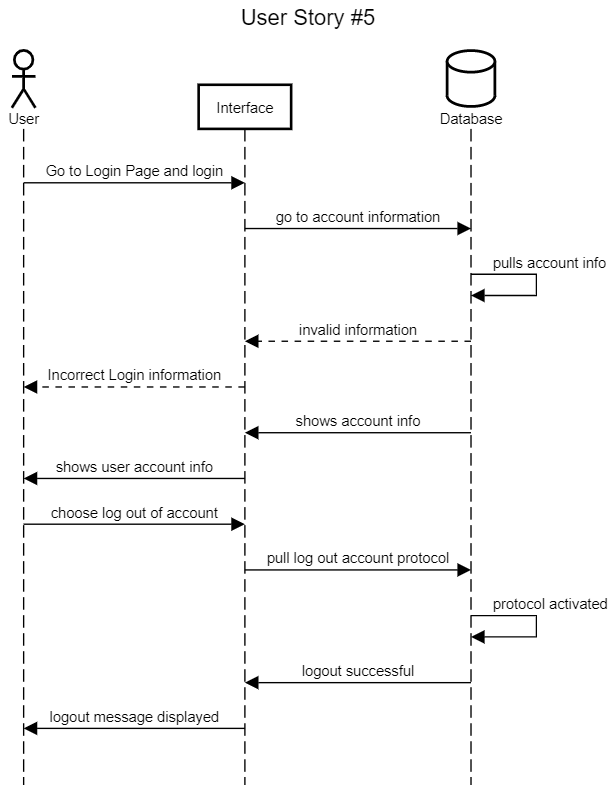 User Story #5
User
Interface
Database
Go to Login Page and login
go to account information
pulls account info
invalid information
Incorrect Login information
shows account info
shows user account info
choose log out of account
pull log out account protocol
protocol activated
logout successful
logout message displayed